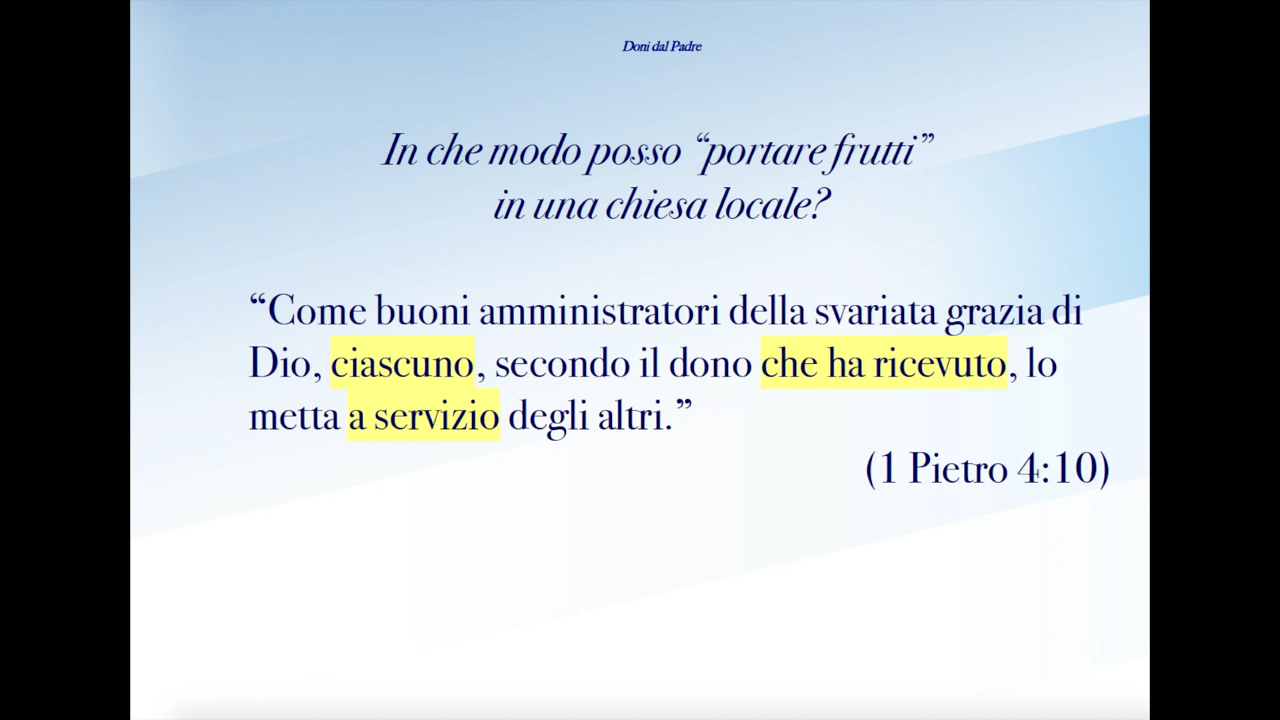 Doni dal Padre
In che modo posso “portare frutti”
in una chiesa locale?
“Come buoni amministratori della svariata grazia di
Dio, ciascuno, secondo il dono che ha ricevuto, lo
metta a servizio degli altri.”
(1 Pietro 4:10)